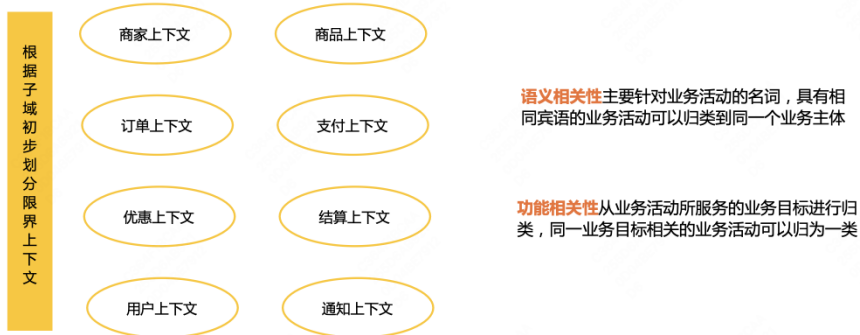 根据子域初步划分限界上下文
商家上下文
商品上下文
订单上下文
支付上下文
优惠上下文
结算上下文
用户上下文
通知上下文
语义相关性主要针对业务活动的名词，具有相
同宾语的业务活动可以归类到同一个业务主体
功能相关性从业务活动所服务的业务目标进行归
类，同一业务目标相关的业务活动可以归为一类